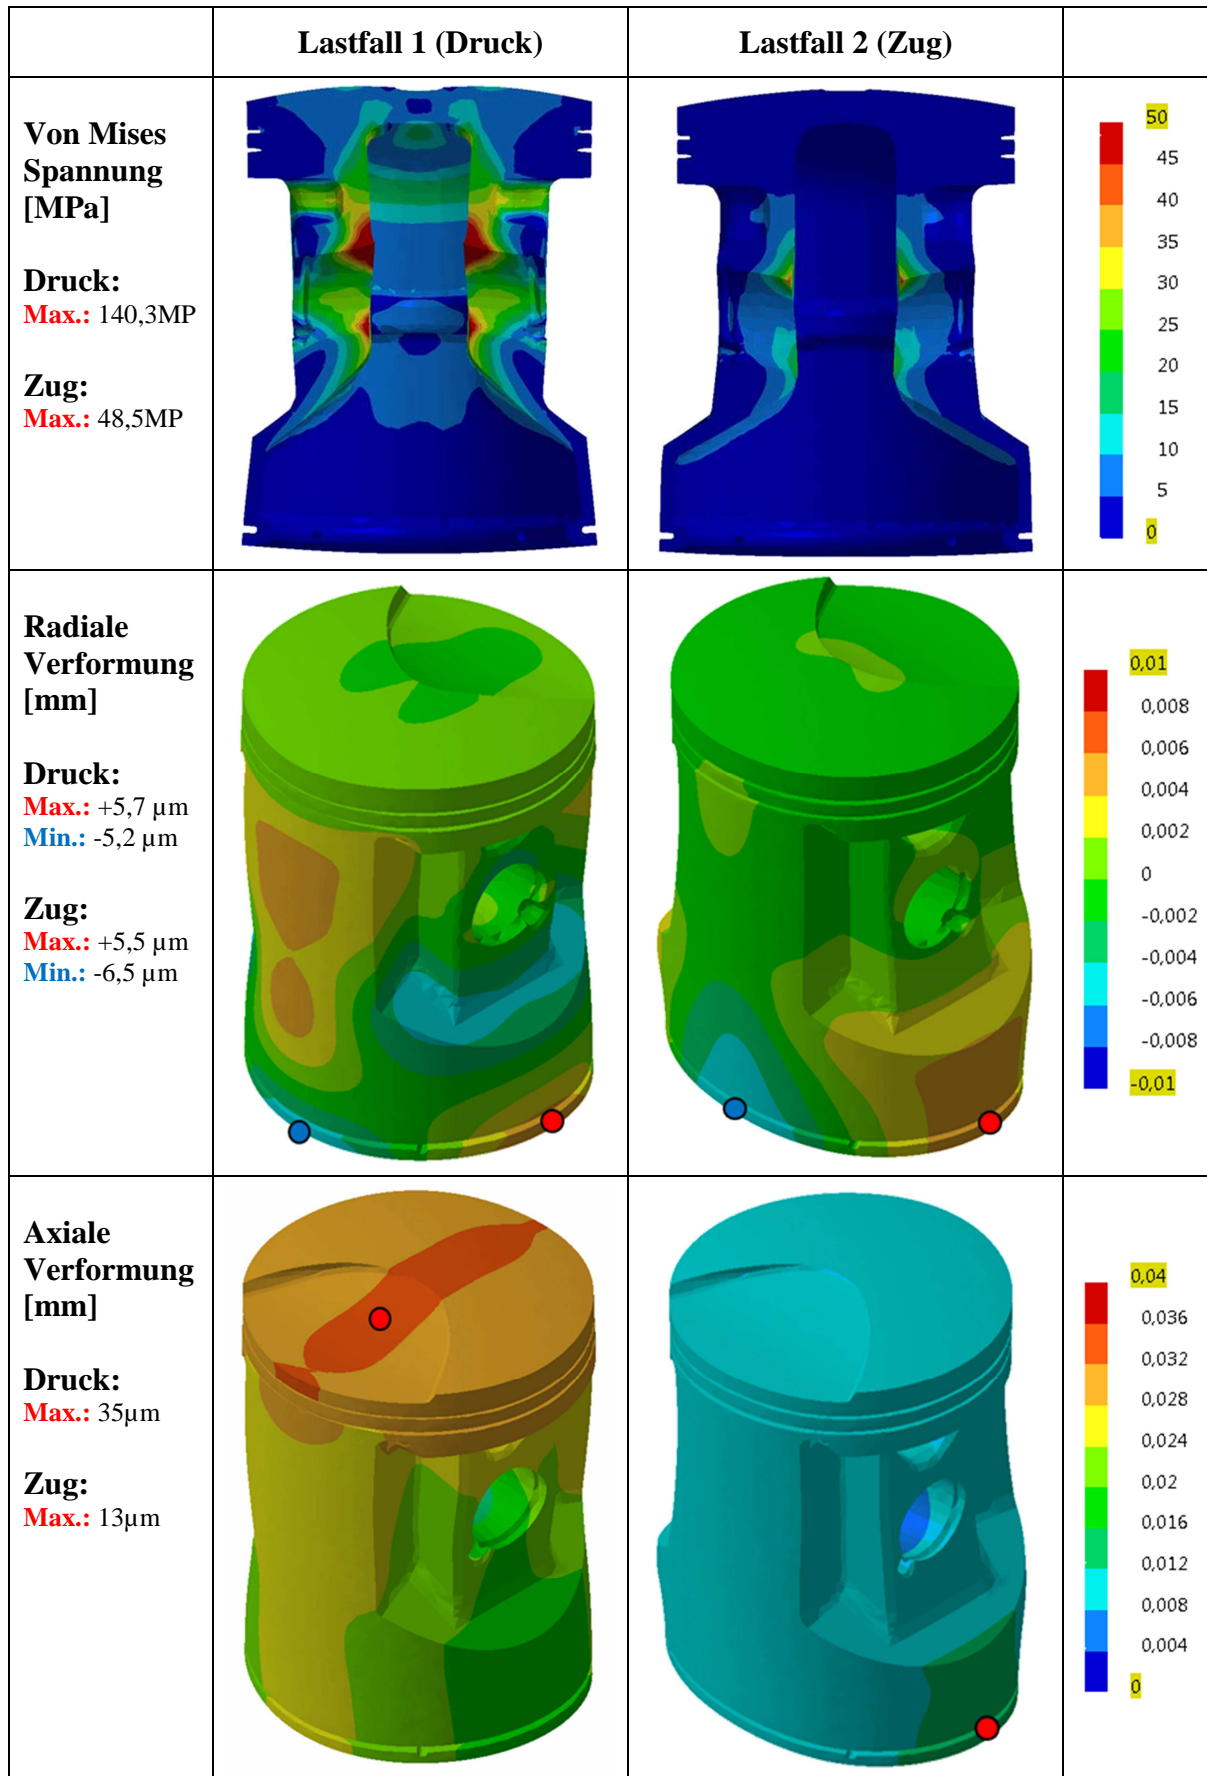 Lastfall 1 (Druck)
Lastfall 2 (Zug)
Von Mises
Spannung
[MPa]
Druck:
Max.: 140,3MP
Zug:
Max.: 48,5MP
50
45
40
35
30
25
20
15
10
5
0
Radiale
Verformung
[mm]
Druck:
Max.: +5,7 µm
Min.: -5,2 µm
Zug:
Max.: +5,5 µm
Min.: -6,5 µm
0,01
0,008
0,006
0,004
0,002
0
-0,002
-0,004
-0,006
-0,008
-0,01
Axiale
Verformung
[mm]
Druck:
Max.: 35µm
Zug:
Max.: 13µm
0,04
0,036
0,032
0,028
0,024
0,02
0,016
0,012
0,008
0,004
0